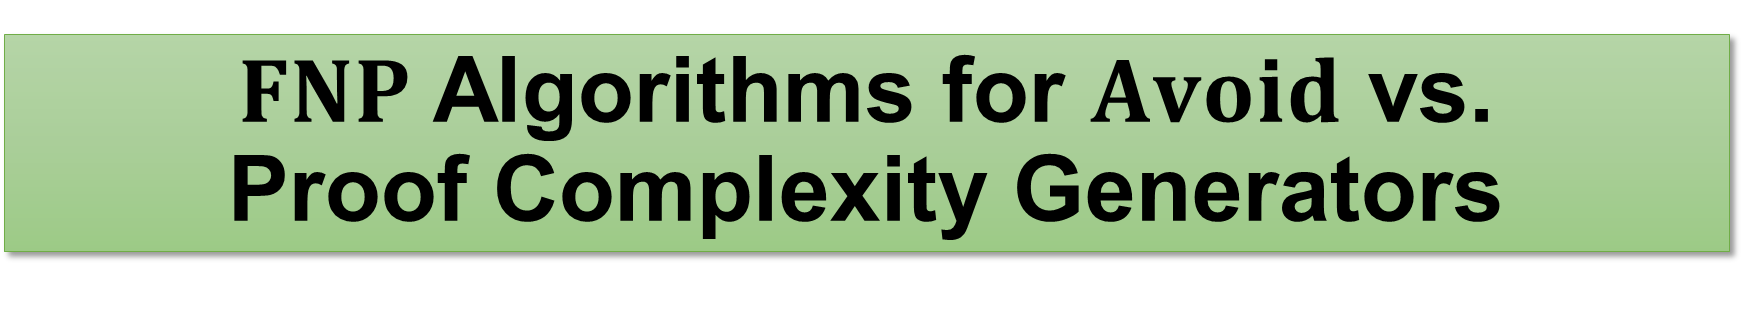 FNP Algorithms for Avoid vs.
Proof Complexity Generators